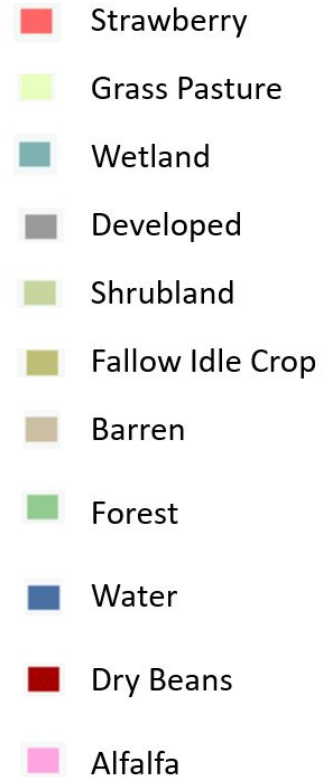 Strawberry
Grass Pasture
Wetland
Developed
Shrubland
Fallow Idle Crop
Barren
Forest
Water
Dry Beans
Alfalfa